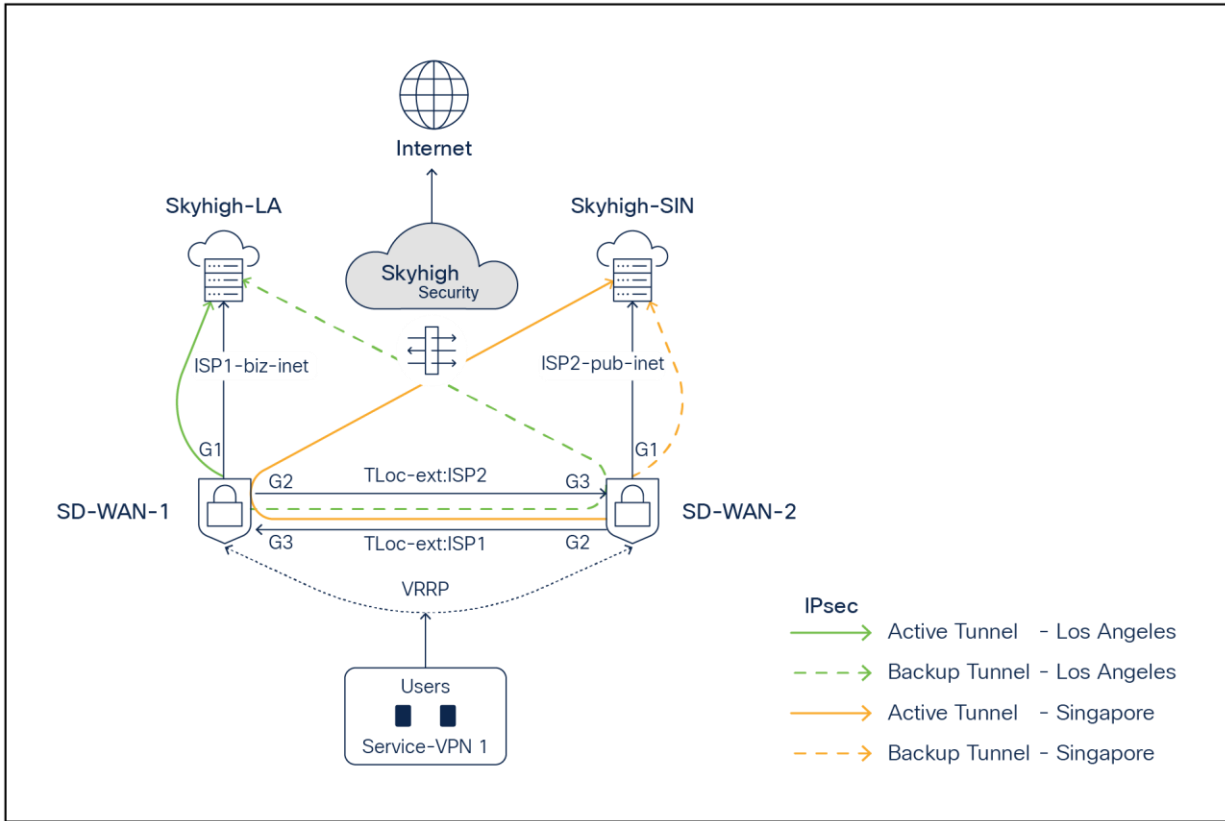 Internet
Skyhigh-LA
Skyhigh-SIN
Skyhigh
Security
ISP1-biz-inet
ISP2-pub-inet
G1
G1
G2
TLoc-ext:ISP2
G3
SD-WAN-1
SD-WAN-2
G3
TLoc-ext:ISP1
G2
VRRP
Users
Service-VPN 1
IPsec
Active Tunnel - Los Angeles
Backup Tunnel - Los Angeles
Active Tunnel - Singapore
Backup Tunnel - Singapore